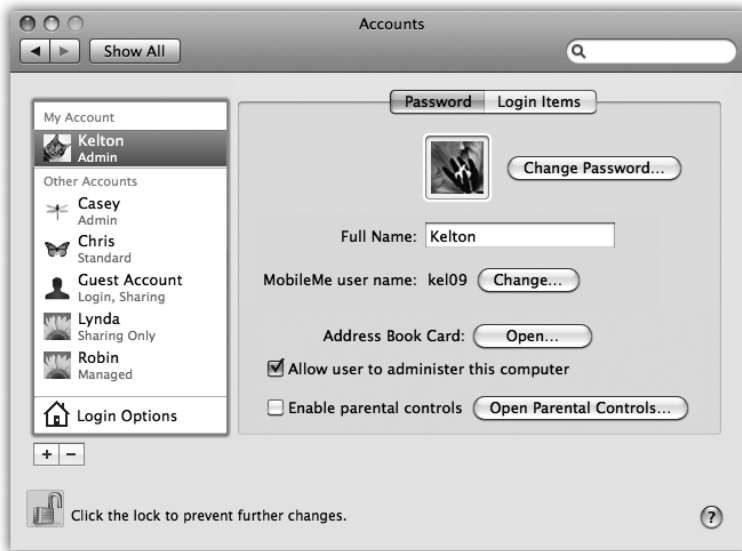 Accounts
Show All
Password Login Items
My Account
Kelton
Admin
Other Accounts
Casey
Admin
Chris
Standard
Guest Account
Login, Sharing
Lynda
Sharing Only
Robin
Managed
Login Options
+ −
Change Password...
Full Name: Kelton
MobileMe user name: kel09 Change...
Address Book Card: Open...
Allow user to administer this computer
Enable parental controls Open Parental Controls...
Click the lock to prevent further changes.
?